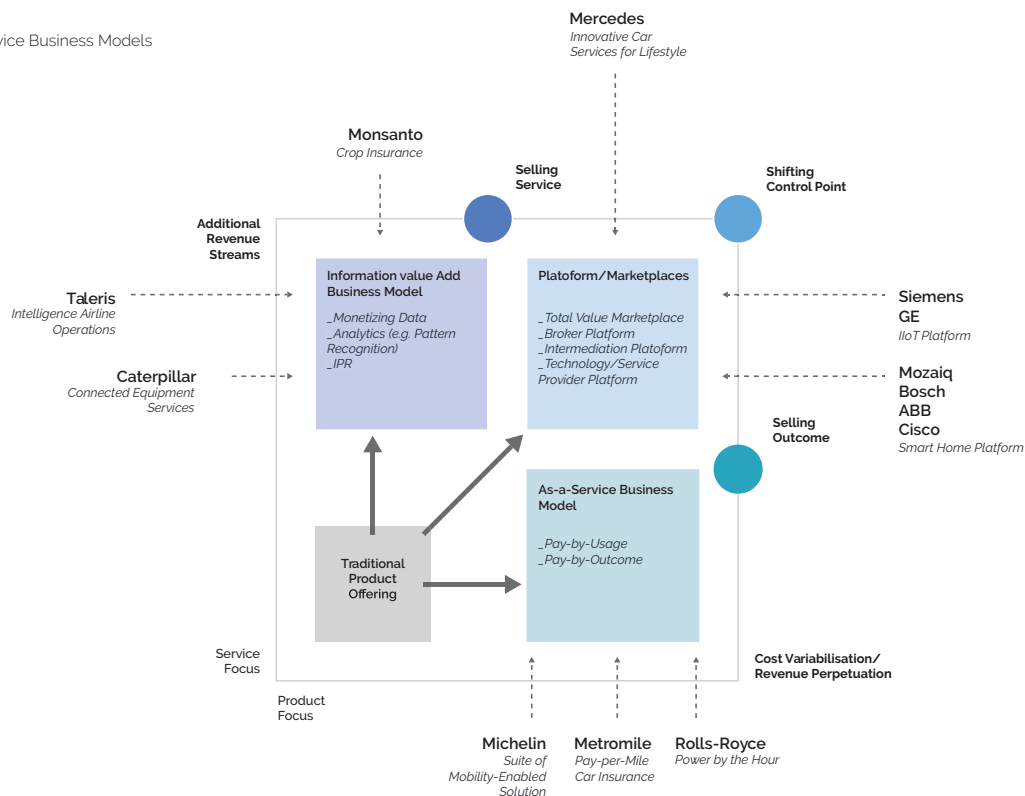 Mercedes
Innovative Car
Services for Lifestyle
Business Models
Monsanto
Crop Insurance
Selling
Service
Shifting
Control Point
Additional
Revenue
Streams
Information value Add
Business Model
_Monetizing Data
_Analytics (e.g. Pattern
Recognition)
_IPR
Platoform/Marketplaces
_Total Value Marketplace
_Broker Platform
_Intermediation Platoform
_Technology/Service
Provider Platform
Taleris
Intelligence Airline
Operations
Caterpillar
Connected Equipment
Services
Siemens
GE
IIoT Platform
Mozaiq
Bosch
ABB
Cisco
Smart Home Platform
Selling
Outcome
As-a-Service Business
Model
_Pay-by-Usage
_Pay-by-Outcome
Traditional
Product
Offering
Service
Focus
Product
Focus
Cost Variabilisation/
Revenue Perpetuation
Michelin
Suite of
Mobility-Enabled
Solution
Metromile
Pay-per-Mile
Car Insurance
Rolls-Royce
Power by the Hour